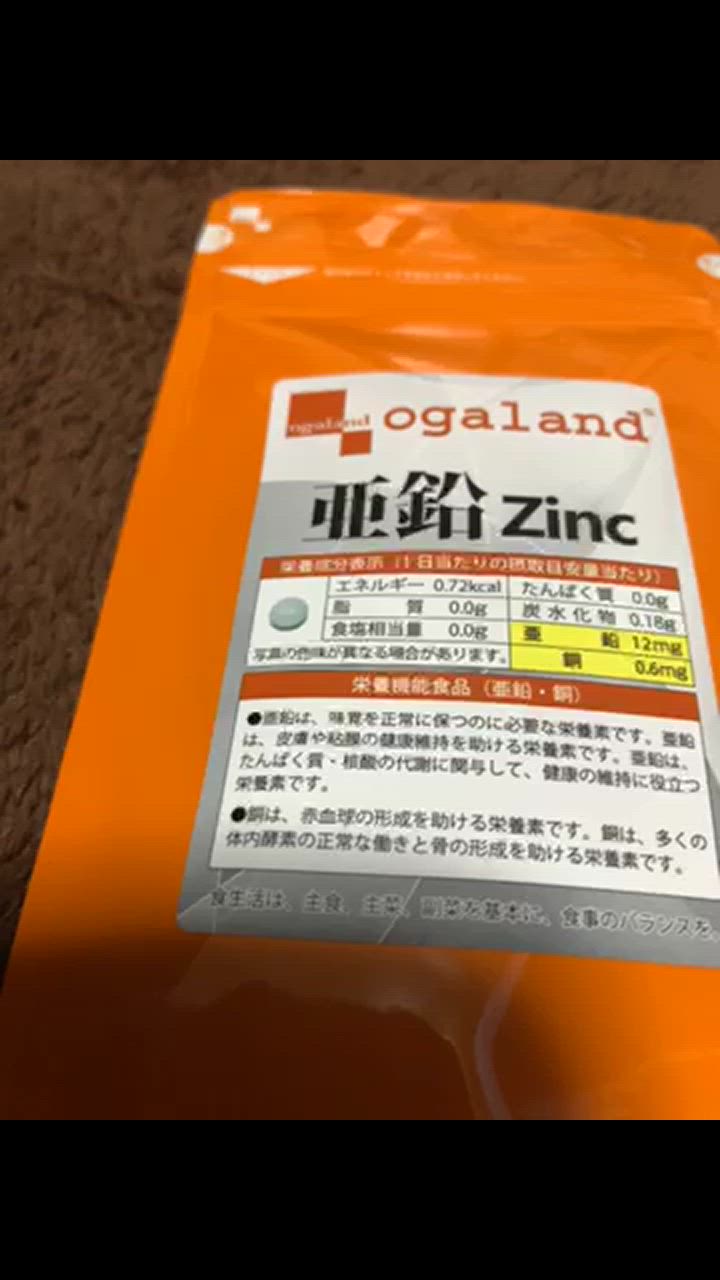 ogaland
ogaland
亜鉛 Zinc
栄養成分表示（1日当たりの摂取目安量当たり）
エネルギー 0.72kcal たんぱく質 0.0g
脂質 0.0g 炭水化物 0.18g
食塩相当量 0.0g 亜鉛 12mg
写真の色味が異なる場合があります。 銅 0.6mg
栄養機能食品（亜鉛・銅）
●亜鉛は、味覚を正常に保つのに必要な栄養素です。亜鉛
は、皮膚や粘膜の健康維持を助ける栄養素です。亜鉛は、
たんぱく質・核酸の代謝に関与して、健康の維持に役立つ
栄養素です。
●銅は、赤血球の形成を助ける栄養素です。銅は、多くの
体内酵素の正常な働きと骨の形成を助ける栄養素です。
食生活は、主食、主菜、副菜を基本に、食事のバランスを。